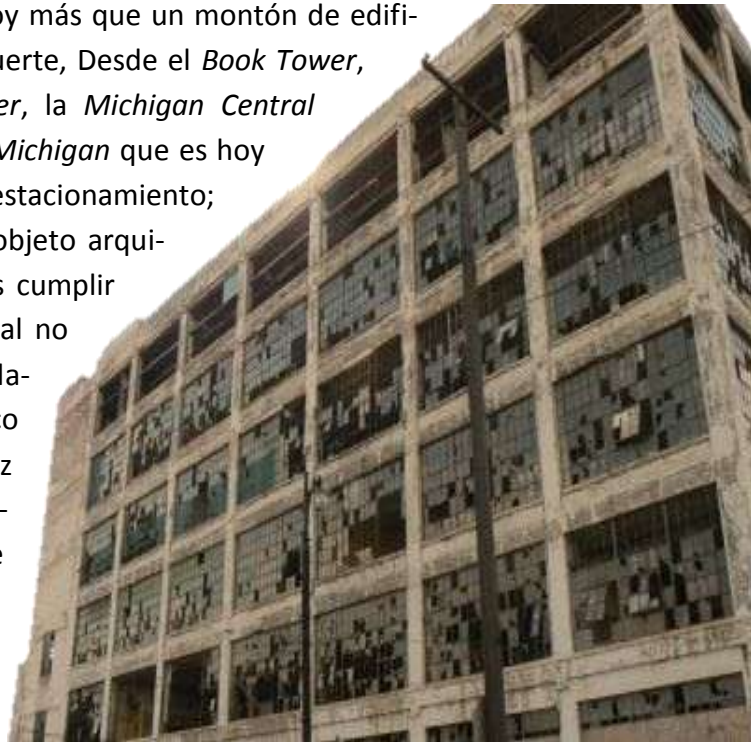 oy más que un montón de edifi-
uerte, Desde el Book Tower,
er, la Michigan Central
Michigan que es hoy
estacionamiento;
objeto arqui-
s cumplir
al no
la-
co
z
-
e